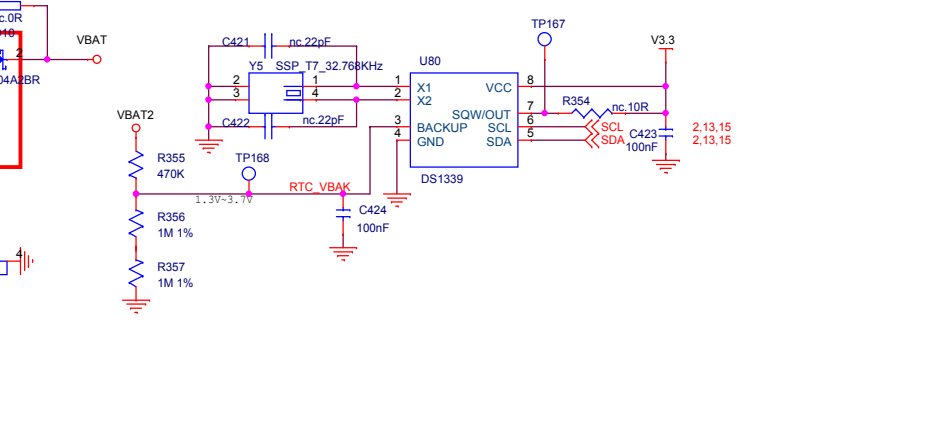 c.0R
TP167
2
VBAT
C421
nc.22pF
V3.3
04A2BR
Y5
SSP_T7_32.768KHz
U80
2
1
1
X1
VCC
8
3
4
2
X2
VBAT2
R354
nc.10R
C422
nc.22pF
SQW/OUT
7
3
BACKUP
SCL
6
SCL
2,13,15
4
GND
SDA
5
SDA
C423
2,13,15
100nF
R355
470K
TP168
DS1339
RTC_VBAK
1.3V~3.7V
C424
100nF
R356
1M 1%
4
R357
1M 1%